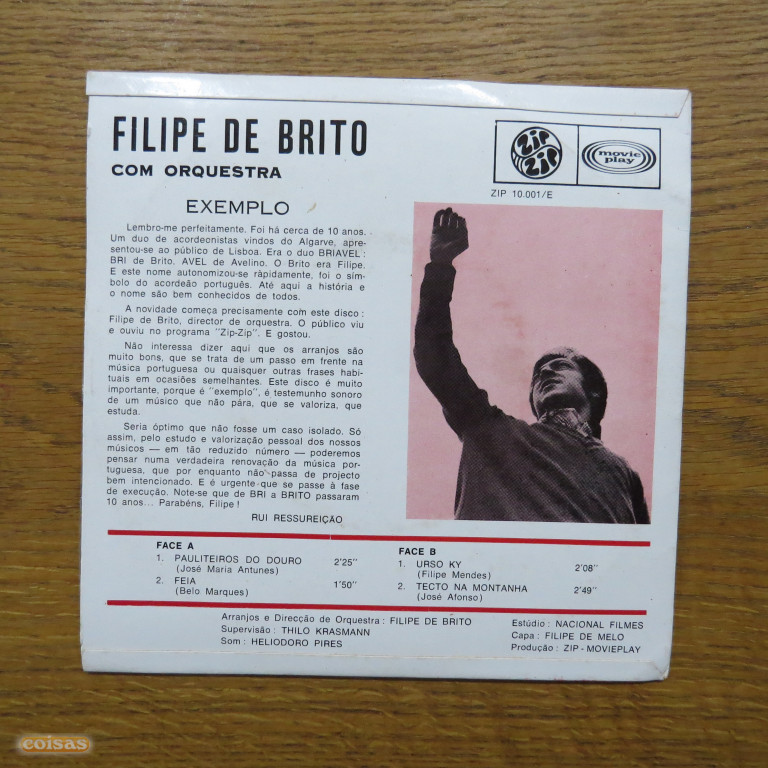 FILIPE DE BRITO
COM ORQUESTRA
ZIP ZIP
movie play
ZIP 10.001/E
EXEMPLO
Lembro-me perfeitamente. Foi há cerca de 10 anos.
Um duo de acordeonistas vindos do Algarve, apre-
sentou-se ao público de Lisboa. Era o duo BRIAVEL:
BRI de Brito. AVEL de Avelino. O Brito era Filipe.
E este nome autonomizou-se ràpidamente, foi o sím-
bolo do acordeão português. Até aqui a história e
o nome são bem conhecidos de todos.
A novidade começa precisamente com este disco:
Filipe de Brito, director de orquestra. O público viu
e ouviu no programa "Zip-Zip". E gostou.
Não interessa dizer aqui que os arranjos são
muito bons, que se trata de um passo em frente na
música portuguesa ou quaisquer outras frases habi-
tuais em ocasiões semelhantes. Este disco é muito
importante, porque é "exemplo", é testemunho sonoro
de um músico que não pára, que se valoriza, que
estuda.
Seria óptimo que não fosse um caso isolado. Só
assim, pelo estudo e valorização pessoal dos nossos
músicos — em tão reduzido número — poderemos
pensar numa verdadeira renovação da música por-
tuguesa, que por enquanto não passa de projecto
bem intencionado. E é urgente que se passe à fase
de execução. Note-se que de BRI a BRITO passaram
10 anos... Parabéns, Filipe!
RUI RESSUREIÇÃO
FACE A
1. PAULITEIROS DO DOURO 2'25"
(José Maria Antunes)
2. FEIA 1'50"
(Belo Marques)
FACE B
1. URSO KY 2'08"
(Filipe Mendes)
2. TECTO NA MONTANHA 2'49"
(José Afonso)
Arranjos e Direcção de Orquestra: FILIPE DE BRITO
Supervisão: THILO KRASMANN
Som: HELIODORO PIRES
Estúdio: NACIONAL FILMES
Capa: FILIPE DE MELO
Produção: ZIP - MOVIEPLAY
coisas